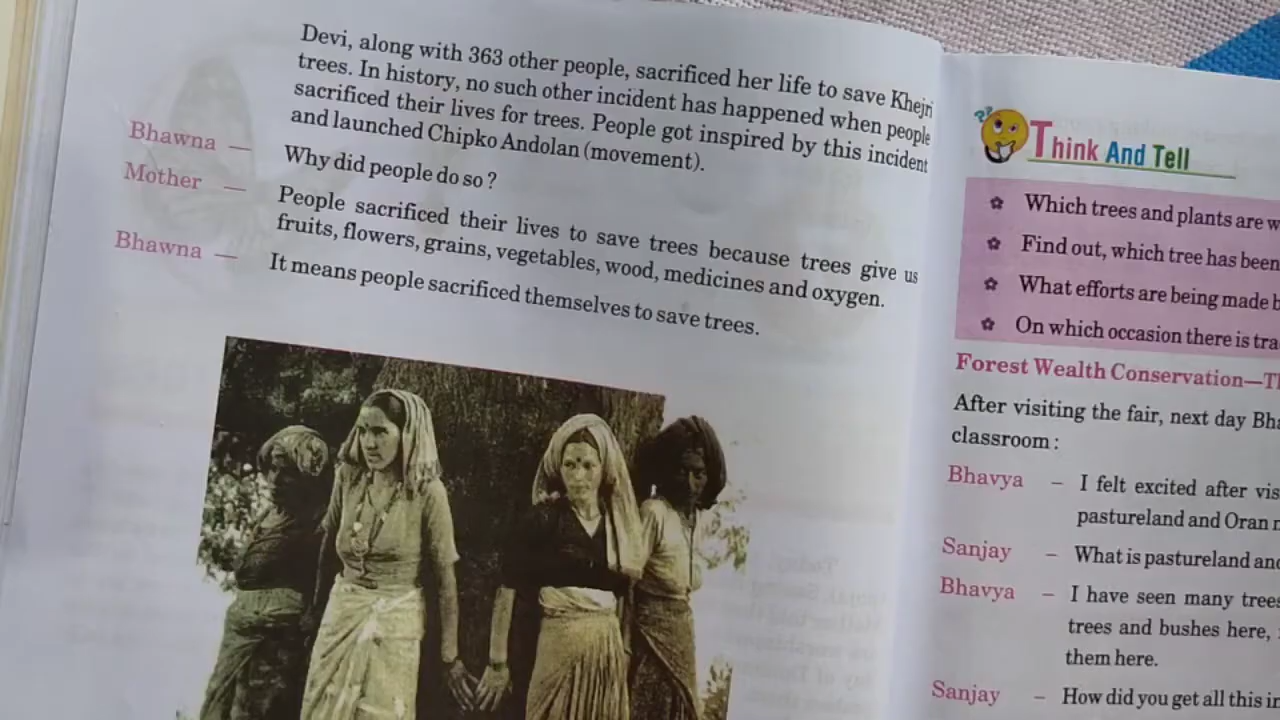 Devi, along with 363 other people, sacrificed her life to save Khejri
trees. In history, no such other incident has happened when people
sacrificed their lives for trees. People got inspired by this incident
and launched Chipko Andolan (movement).
Bhawna — Why did people do so ?
Mother — People sacrificed their lives to save trees because trees give us
fruits, flowers, grains, vegetables, wood, medicines and oxygen.
Bhawna — It means people sacrificed themselves to save trees.
Think And Tell
Which trees and plants are w
Find out, which tree has been
What efforts are being made b
On which occasion there is tra
Forest Wealth Conservation—Th
After visiting the fair, next day Bha
classroom :
Bhavya – I felt excited after vis
pastureland and Oran
Sanjay – What is pastureland and
Bhavya – I have seen many trees
trees and bushes here,
them here.
Sanjay – How did you get all this in